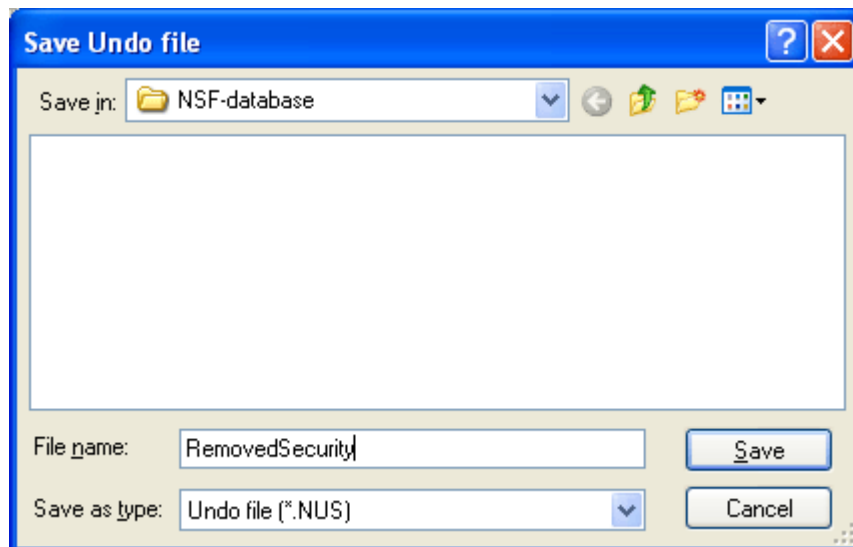 Save Undo file
Save in: NSF-database
File name: RemovedSecurity
Save
Save as type: Undo file (*.NUS)
Cancel